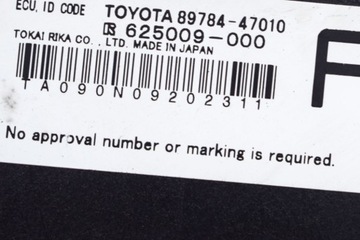 ECU, ID CODE TOYOTA 89784-47010
R 625009-000
TOKAI RIKA CO., LTD. MADE IN JAPAN
TA090N09202311
No approval number or marking is required.
F